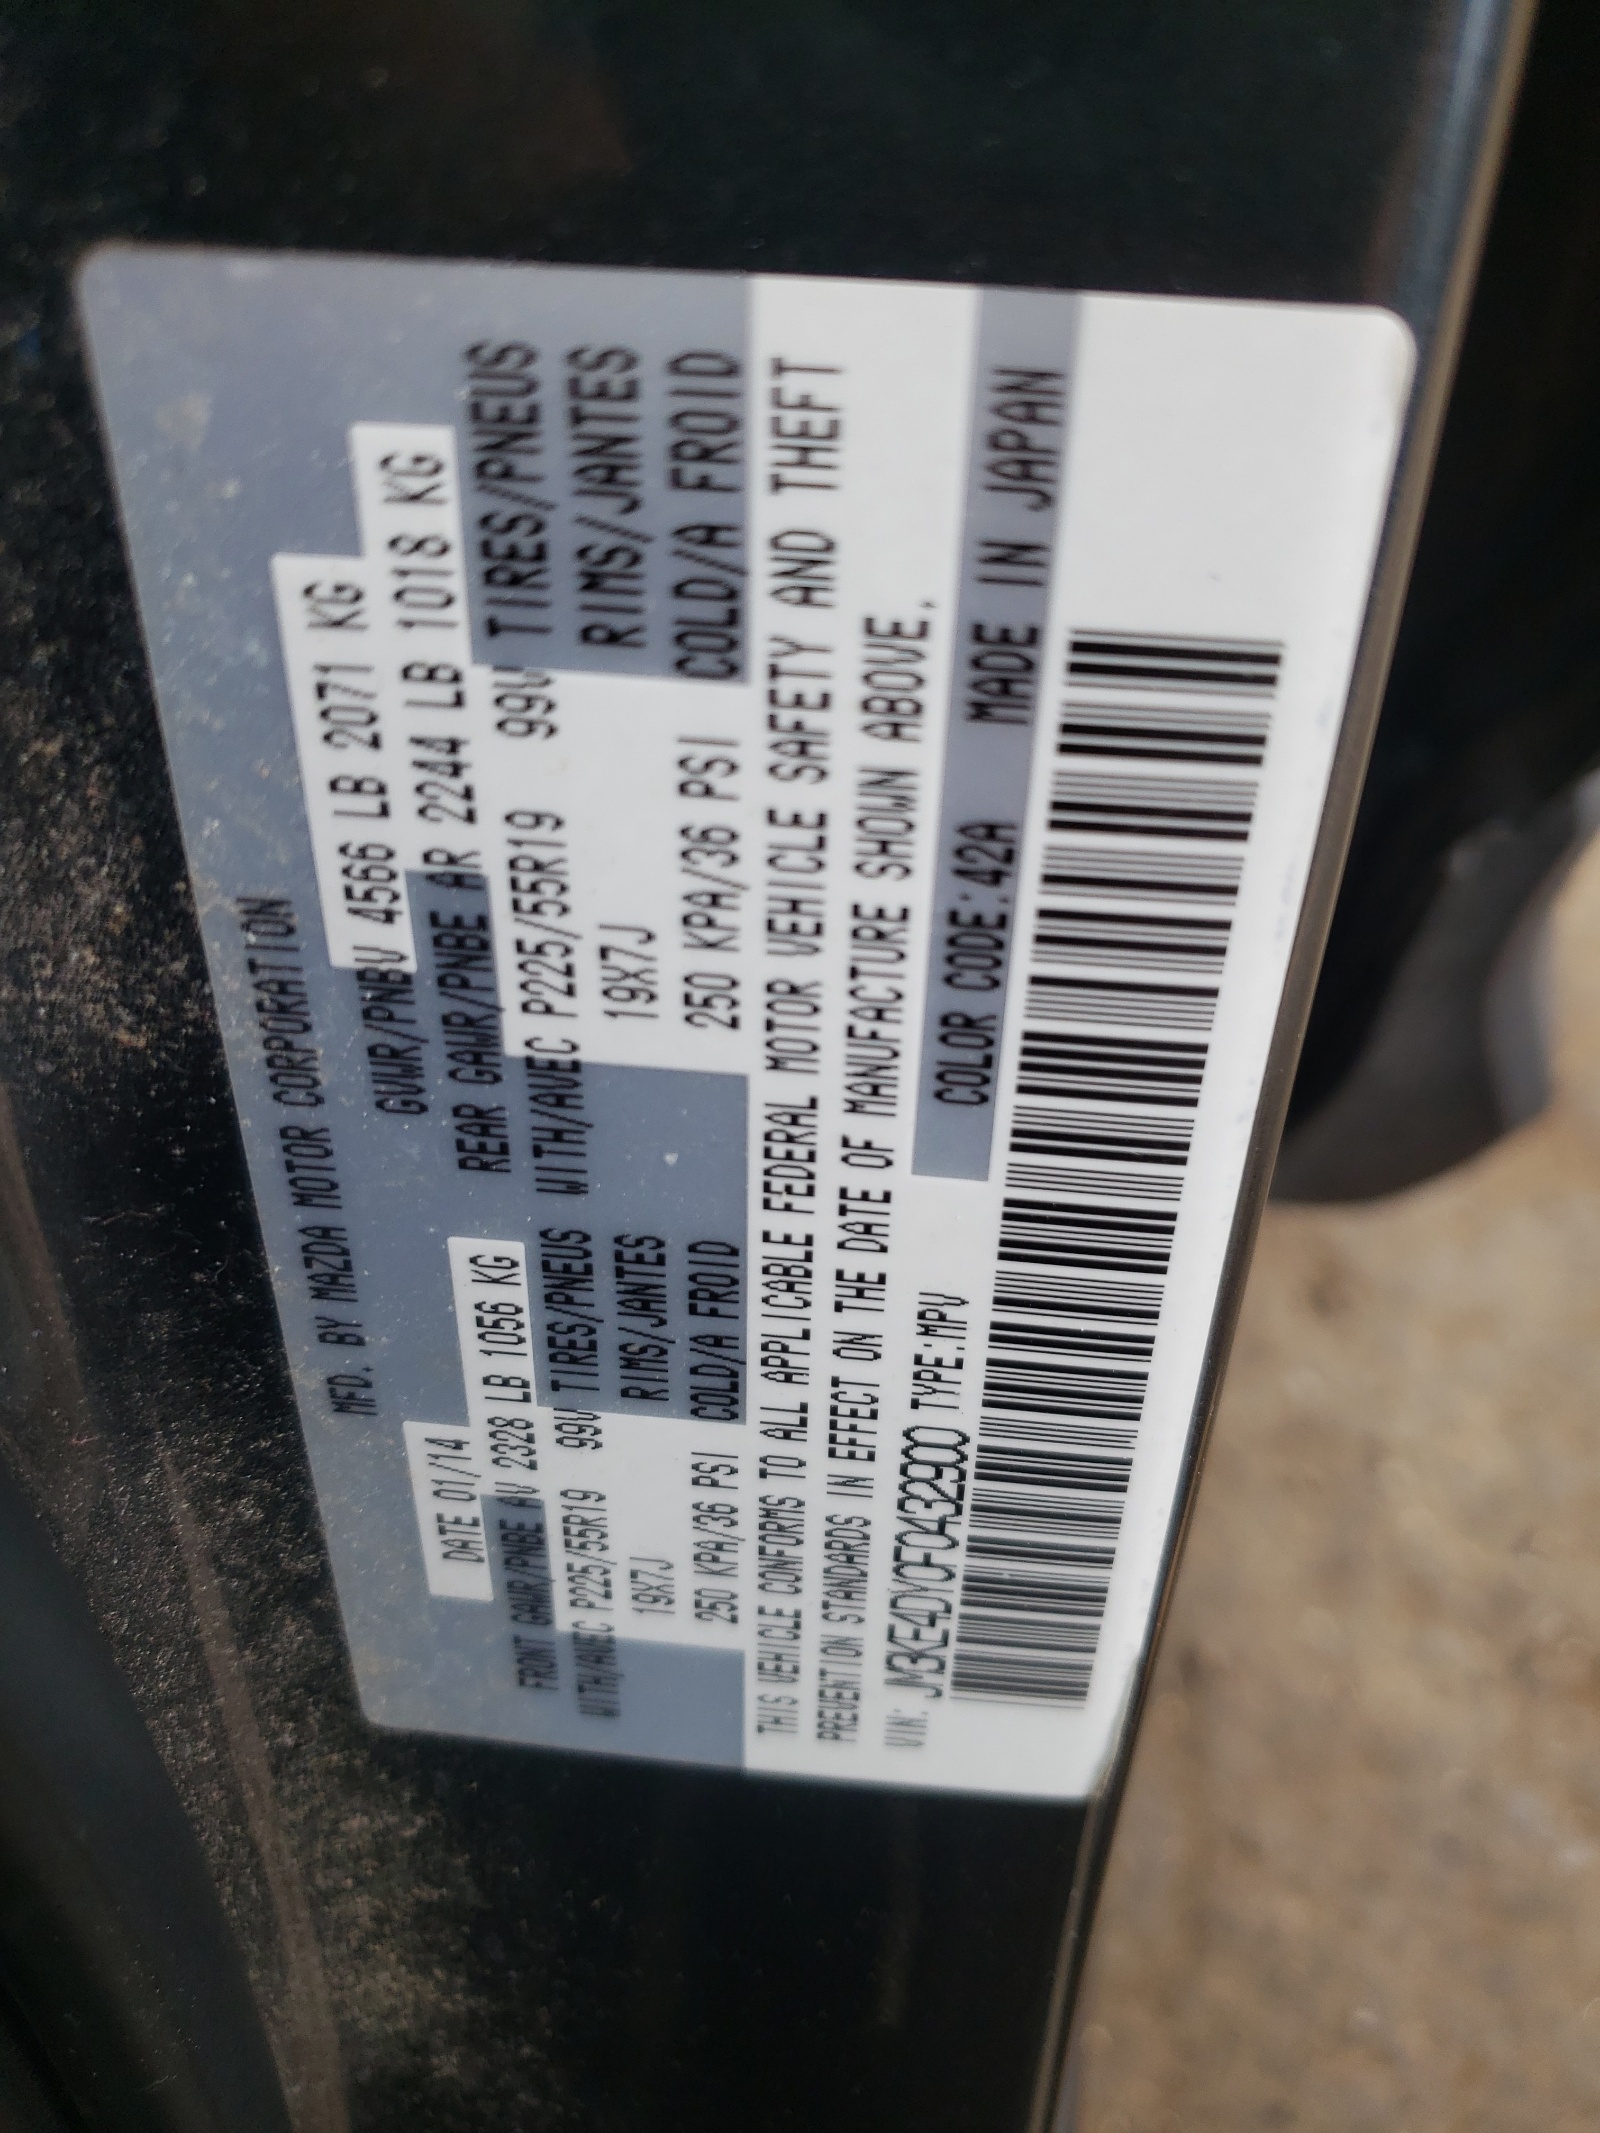 MFD. BY MAZDA MOTOR CORPORATION
DATE 01/14 GVWR/PNBV 4566 LB 2071 KG
FRONT GAWR/PNBE AV 2328 LB 1056 KG REAR GAWR/PNBE AR 2244 LB 1018 KG
WITH/AVEC P225/55R19 99V TIRES/PNEUS WITH/AVEC P225/55R19 99V TIRES/PNEUS
19X7J RIMS/JANTES 19X7J RIMS/JANTES
250 KPA/36 PSI COLD/A FROID 250 KPA/36 PSI COLD/A FROID
THIS VEHICLE CONFORMS TO ALL APPLICABLE FEDERAL MOTOR VEHICLE SAFETY AND THEFT
PREVENTION STANDARDS IN EFFECT ON THE DATE OF MANUFACTURE SHOWN ABOVE.
VIN: JM3KE4DY0F0432900 TYPE:MPV COLOR CODE:42A MADE IN JAPAN